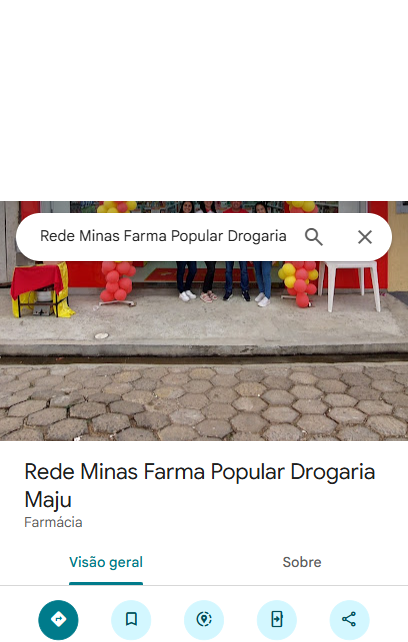 Rede Minas Farma Popular Drogaria
Rede Minas Farma Popular Drogaria
Maju
Farmácia
Visão geral
Sobre